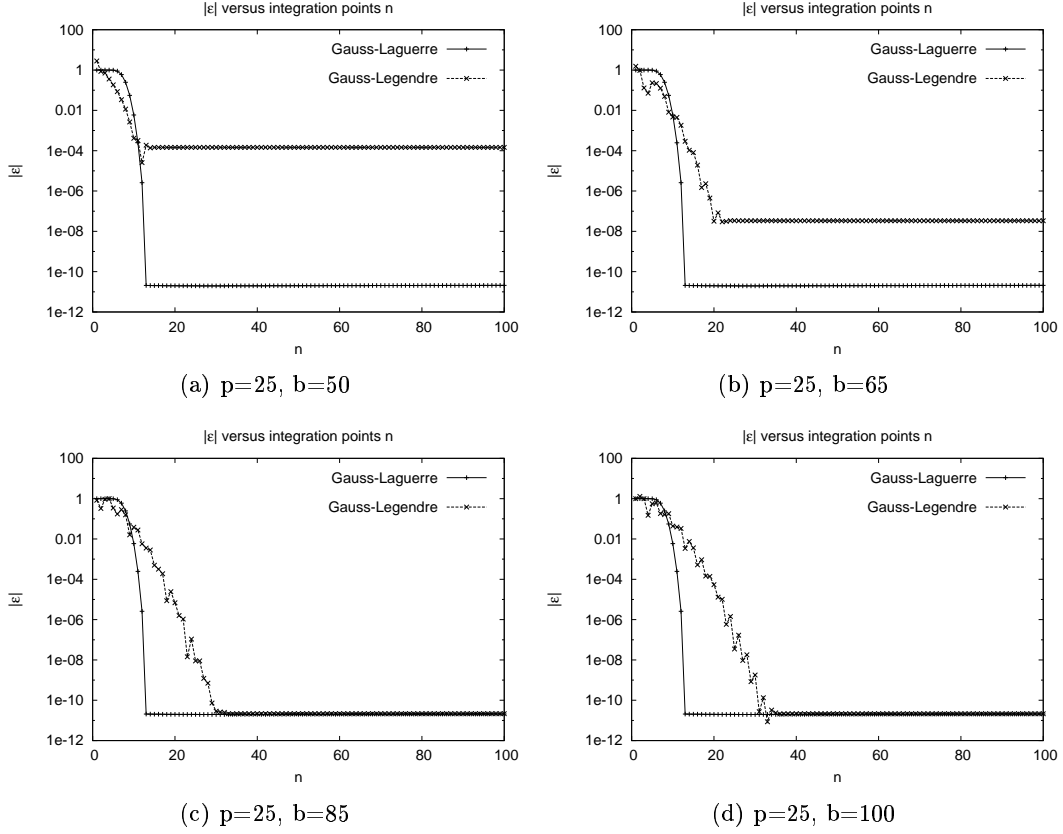 |ε| versus integration points n
100
1
0.01
1e-04
1e-06
1e-08
1e-10
1e-12
|ε|
Gauss-Laguerre
Gauss-Legendre
0 20 40 60 80 100
n
(a) p=25, b=50
|ε| versus integration points n
100
1
0.01
1e-04
1e-06
1e-08
1e-10
1e-12
|ε|
Gauss-Laguerre
Gauss-Legendre
0 20 40 60 80 100
n
(b) p=25, b=65
|ε| versus integration points n
100
1
0.01
1e-04
1e-06
1e-08
1e-10
1e-12
|ε|
Gauss-Laguerre
Gauss-Legendre
0 20 40 60 80 100
n
(c) p=25, b=85
|ε| versus integration points n
100
1
0.01
1e-04
1e-06
1e-08
1e-10
1e-12
|ε|
Gauss-Laguerre
Gauss-Legendre
0 20 40 60 80 100
n
(d) p=25, b=100